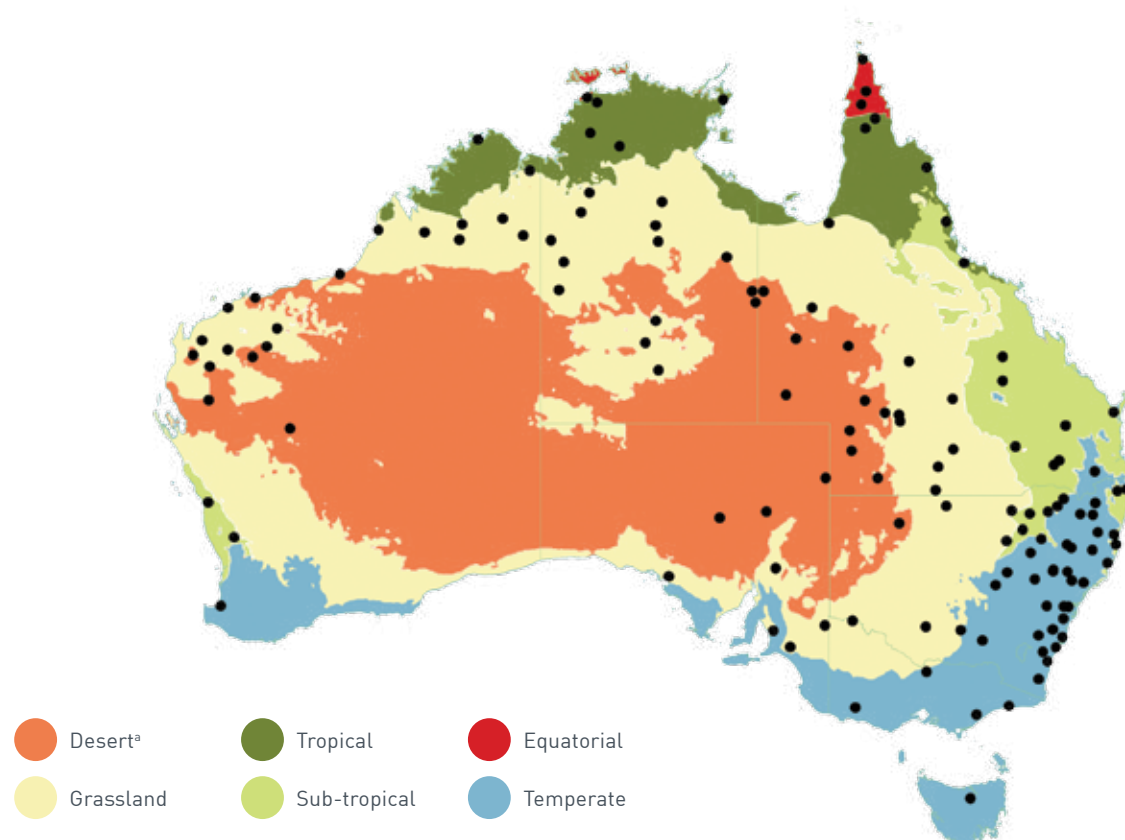 Desertᵃ
Tropical
Equatorial
Grassland
Sub-tropical
Temperate